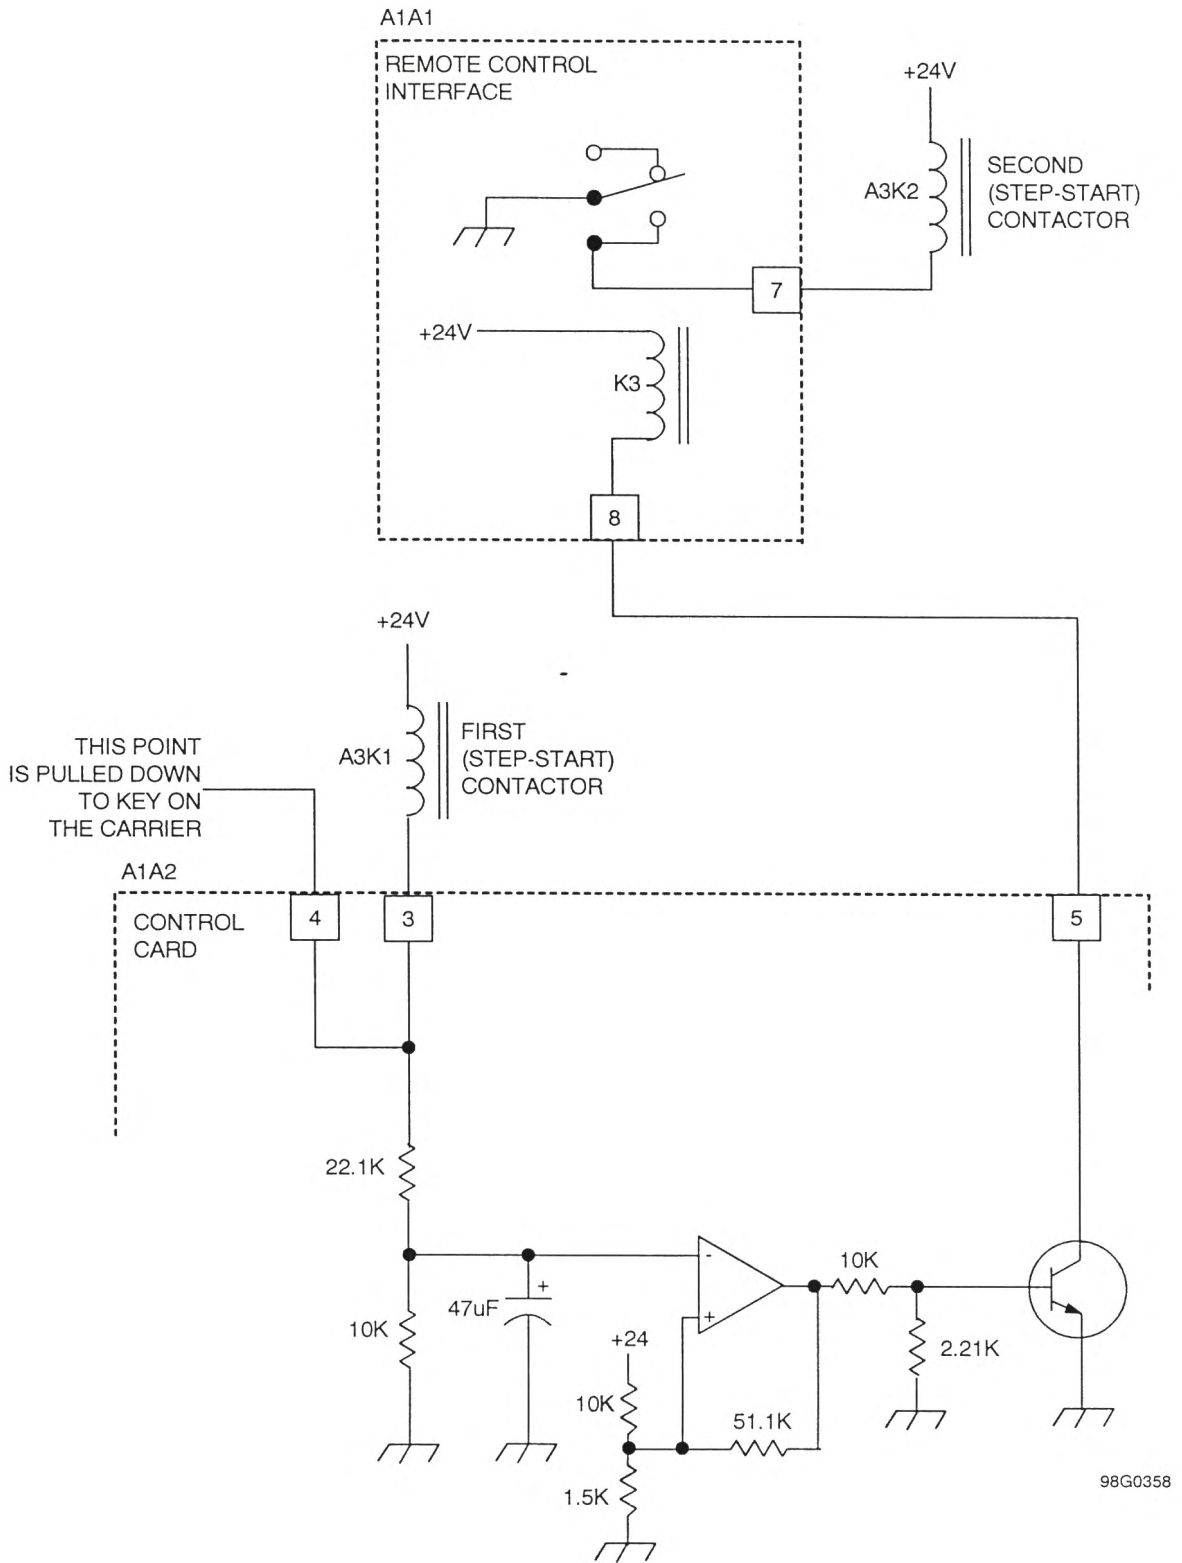 A1A1
REMOTE CONTROL
INTERFACE
+24V
A3K2
SECOND
(STEP-START)
CONTACTOR
7
+24V
K3
8
+24V
A3K1
FIRST
(STEP-START)
CONTACTOR
THIS POINT
IS PULLED DOWN
TO KEY ON
THE CARRIER
A1A2
CONTROL
CARD
4
3
5
22.1K
10K
47uF
+
-
+
+24
10K
1.5K
51.1K
10K
2.21K
98G0358